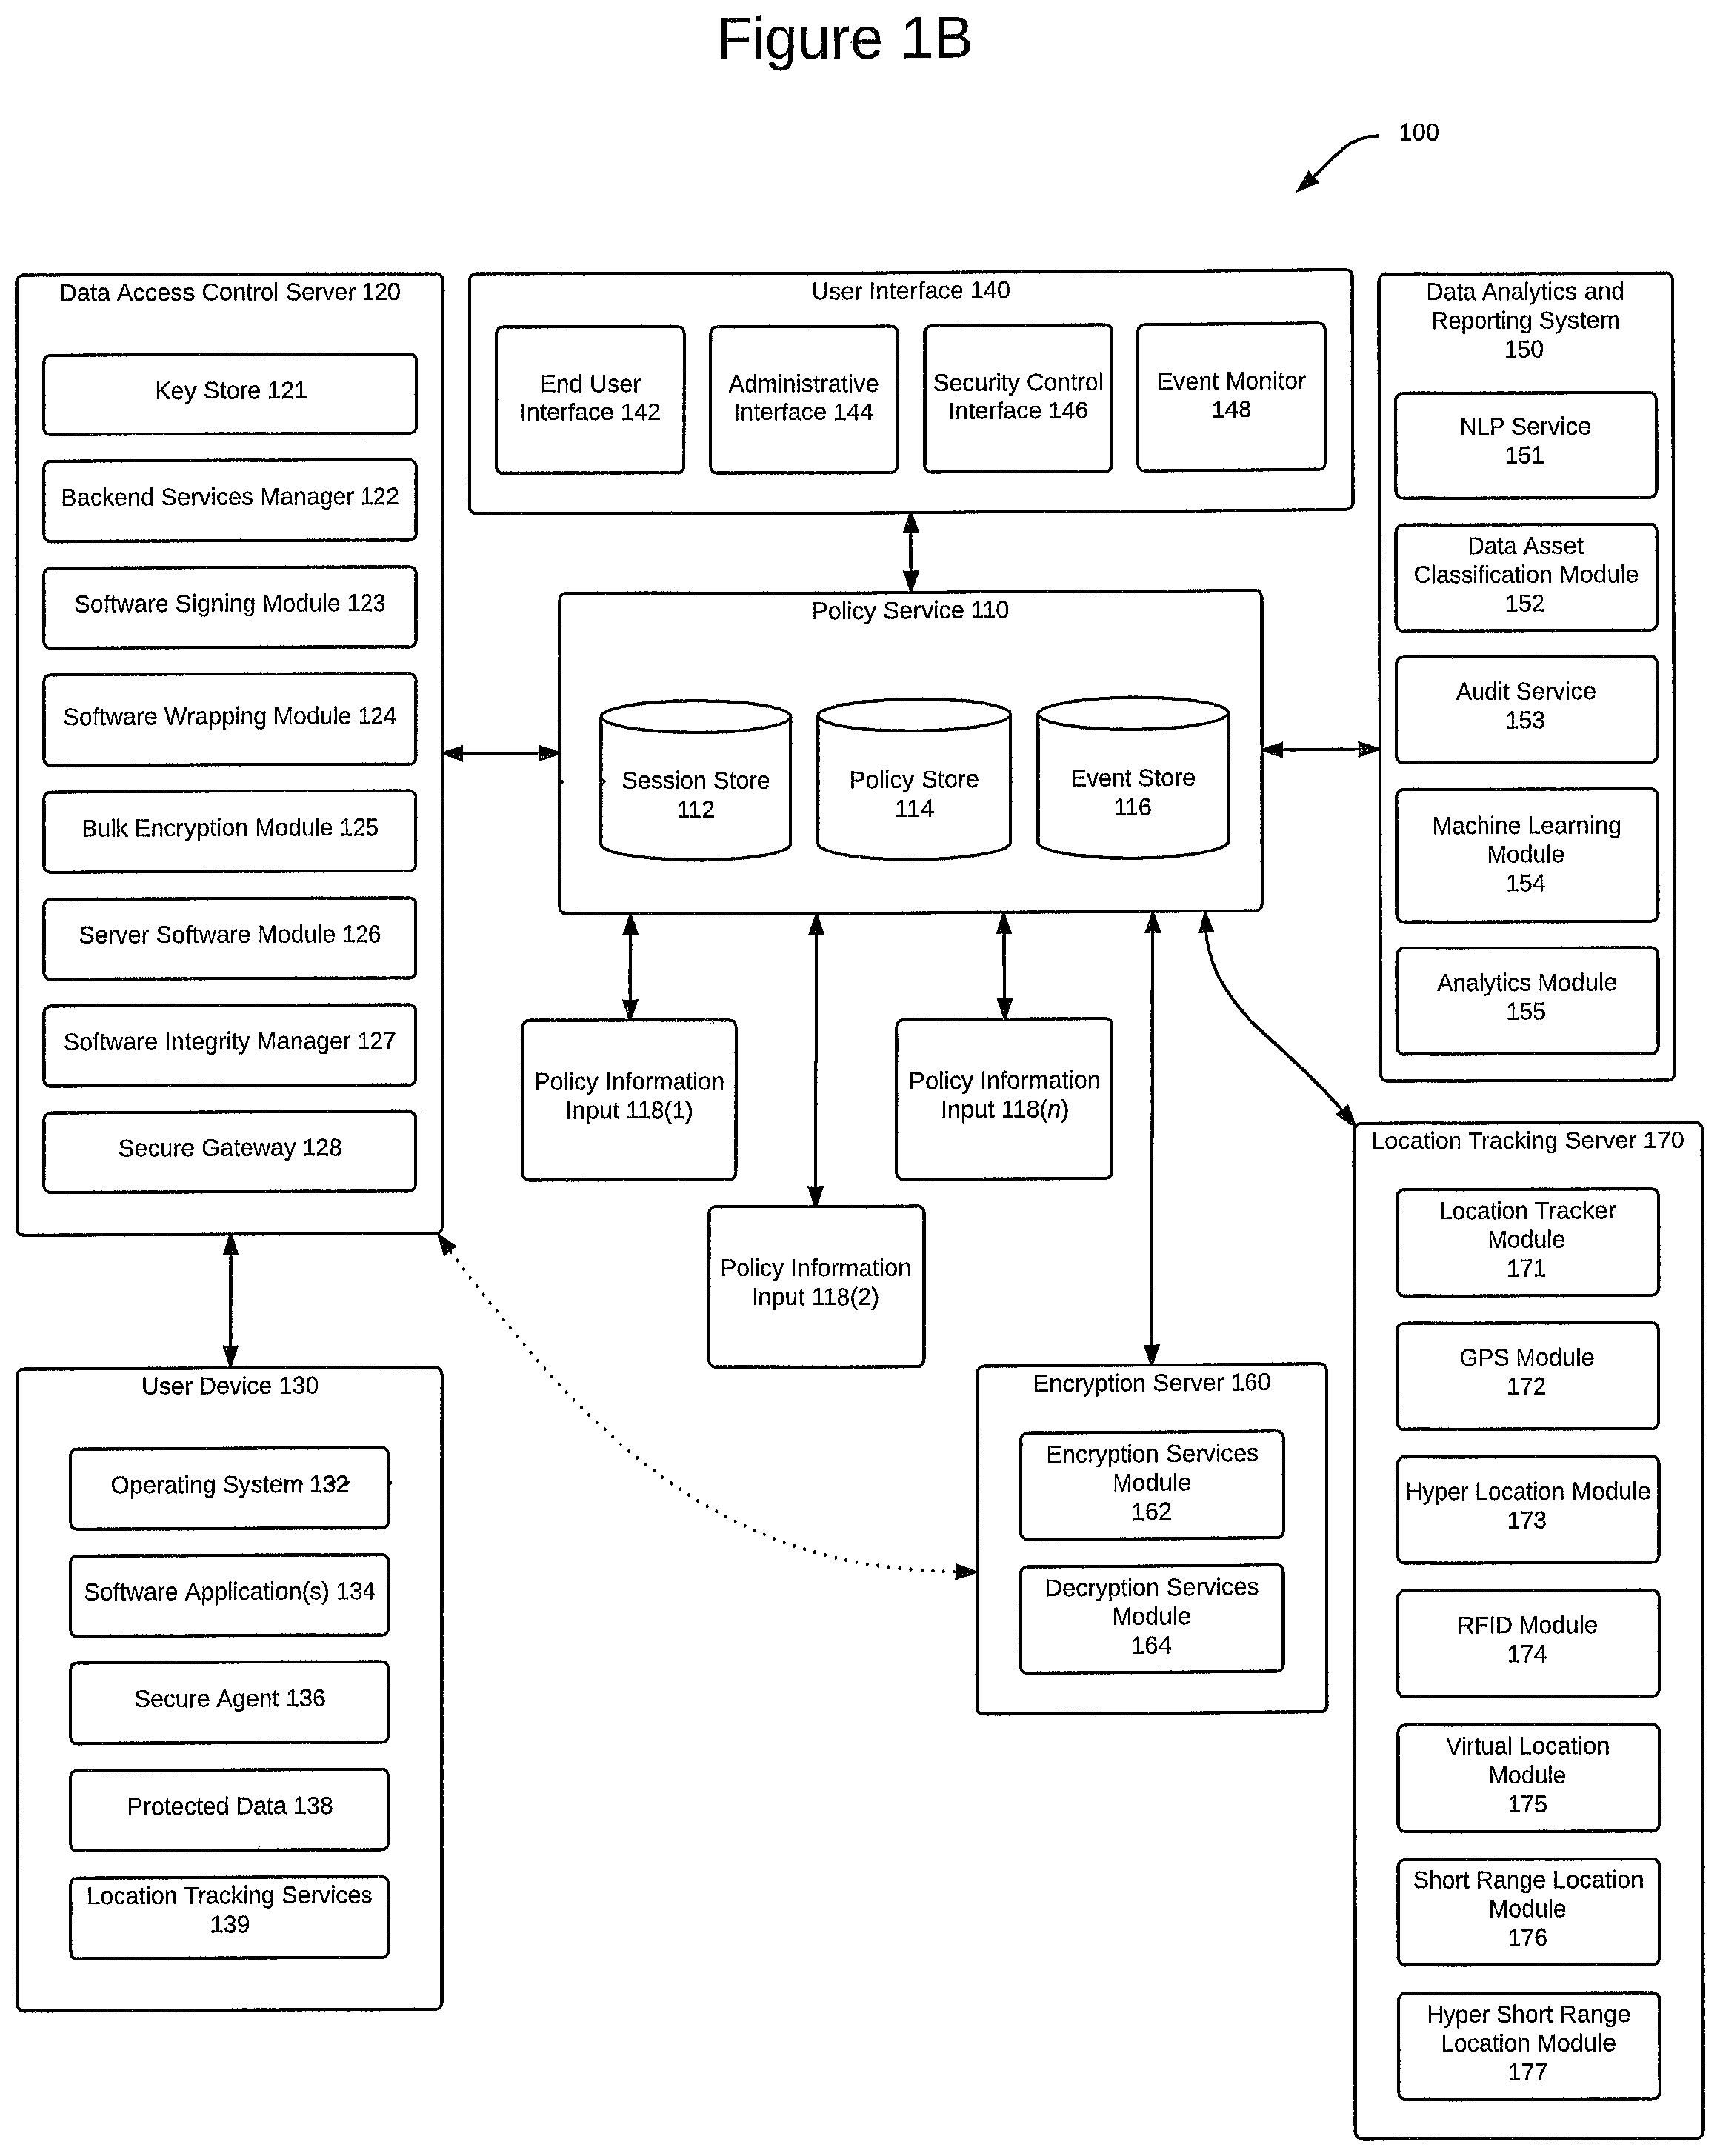 Figure 1B
100
Data Access Control Server 120
Key Store 121
Backend Services Manager 122
Software Signing Module 123
Software Wrapping Module 124
Bulk Encryption Module 125
Server Software Module 126
Software Integrity Manager 127
Secure Gateway 128
User Interface 140
End User
Interface 142
Administrative
Interface 144
Security Control
Interface 146
Event Monitor
148
Data Analytics and
Reporting System
150
NLP Service
151
Data Asset
Classification Module
152
Audit Service
153
Machine Learning
Module
154
Analytics Module
155
Policy Service 110
Session Store
112
Policy Store
114
Event Store
116
Policy Information
Input 118(1)
Policy Information
Input 118(2)
Policy Information
Input 118(n)
User Device 130
Operating System 132
Software Application(s) 134
Secure Agent 136
Protected Data 138
Location Tracking Services
139
Encryption Server 160
Encryption Services
Module
162
Decryption Services
Module
164
Location Tracking Server 170
Location Tracker
Module
171
GPS Module
172
Hyper Location Module
173
RFID Module
174
Virtual Location
Module
175
Short Range Location
Module
176
Hyper Short Range
Location Module
177